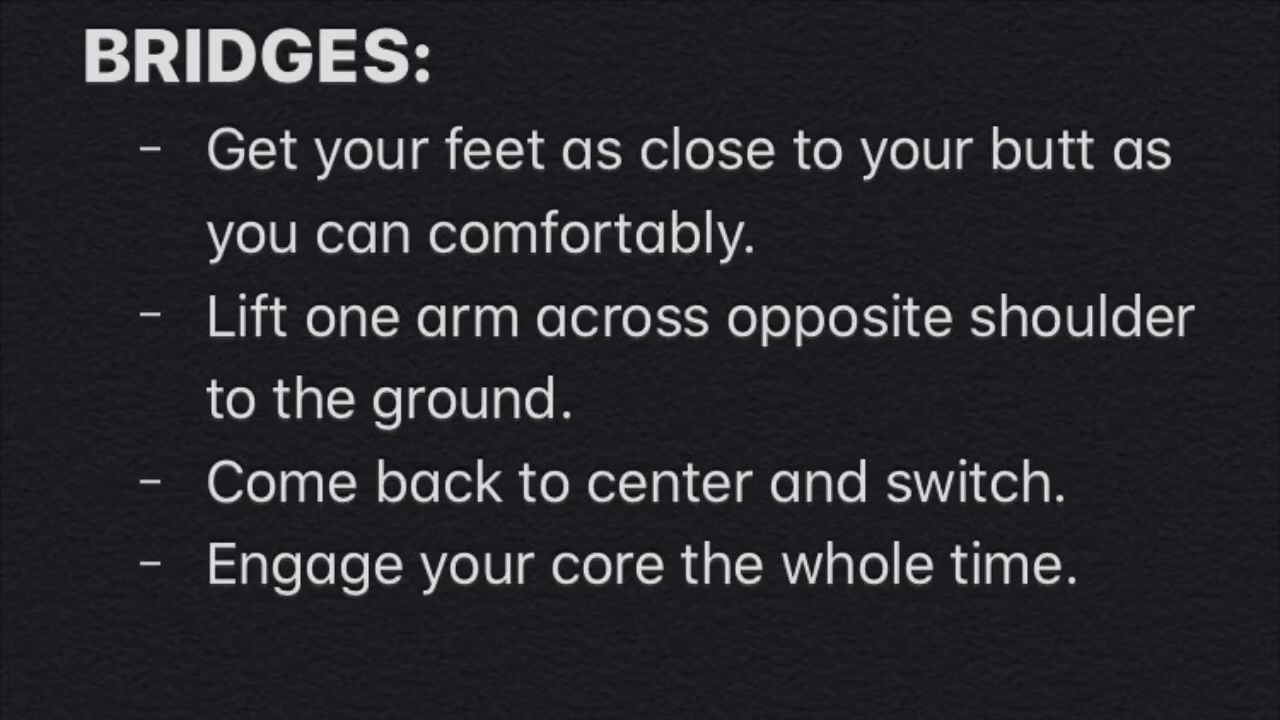 BRIDGES:
- Get your feet as close to your butt as
you can comfortably.
- Lift one arm across opposite shoulder
to the ground.
- Come back to center and switch.
- Engage your core the whole time.